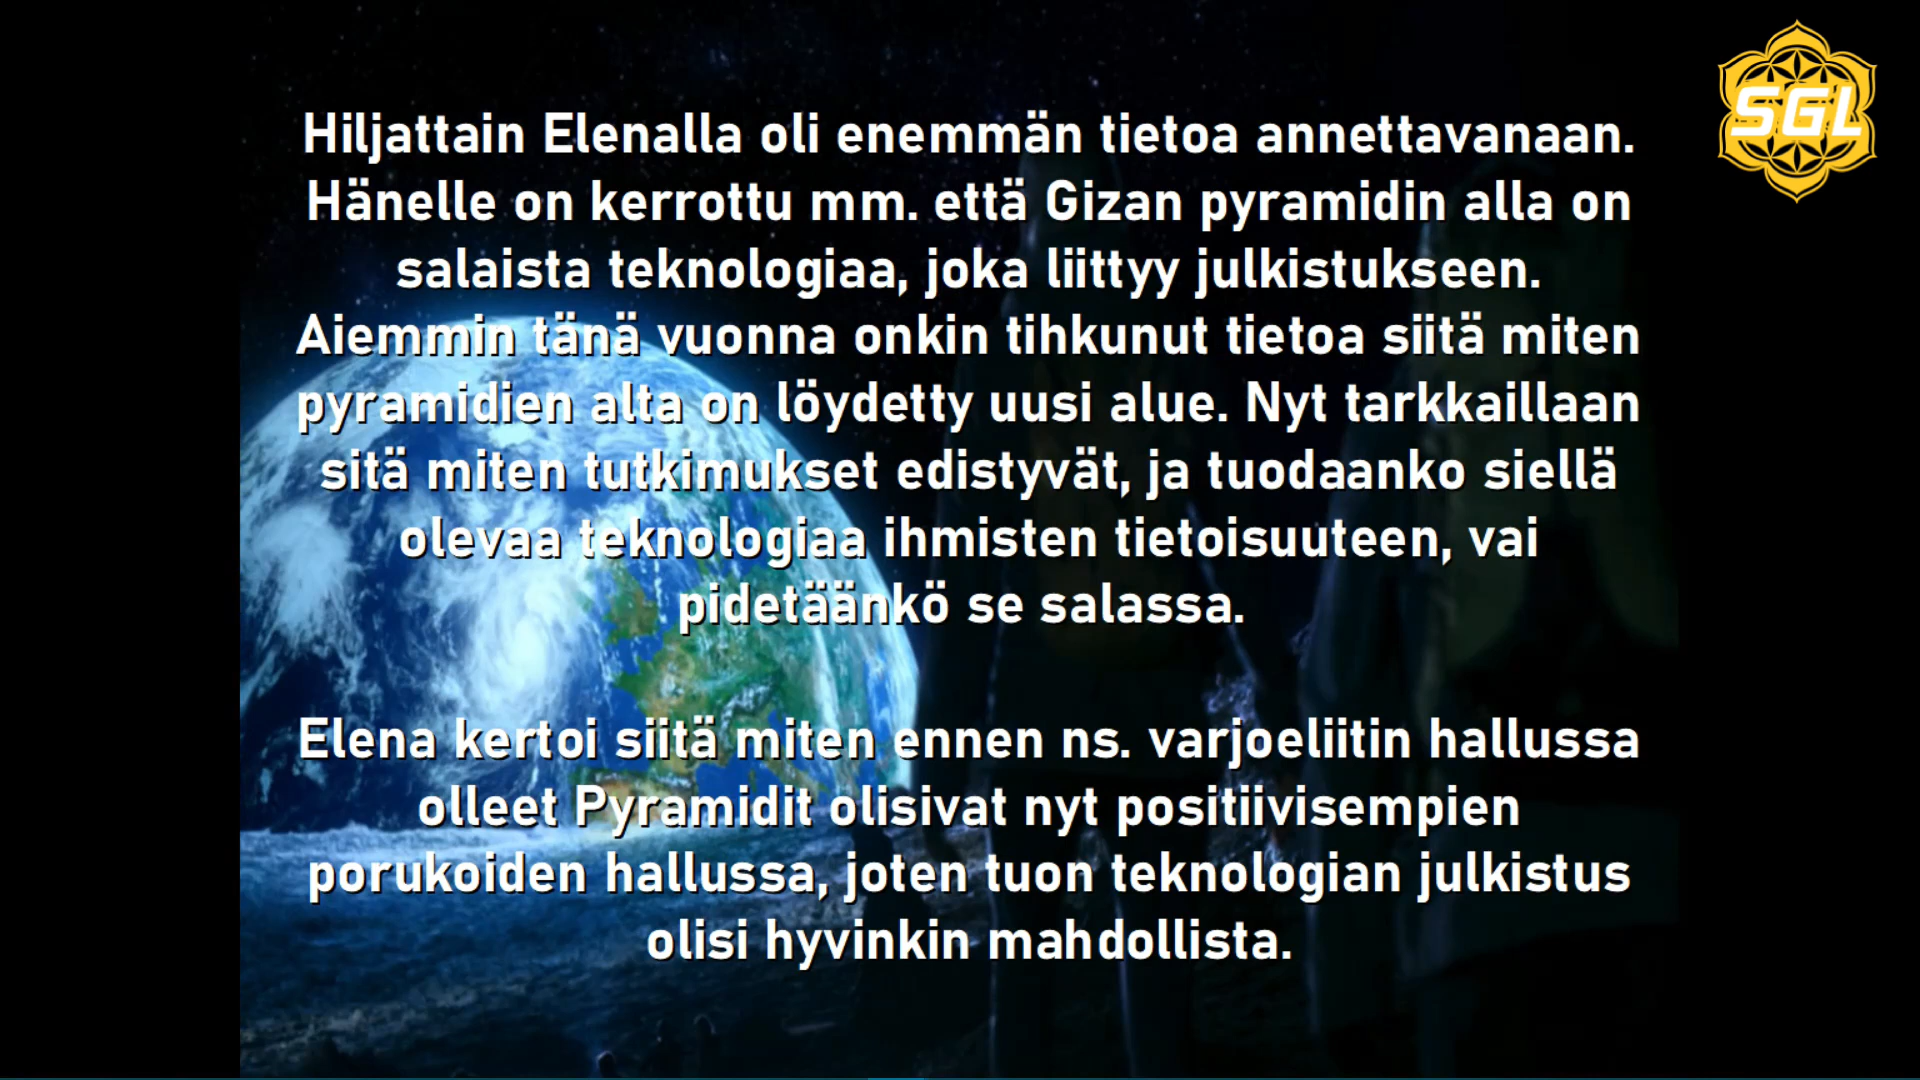 SGL
Hiljattain Elenalla oli enemmän tietoa annettavanaan.
Hänelle on kerrottu mm. että Gizan pyramidin alla on
salaista teknologiaa, joka liittyy julkistukseen.
Aiemmin tänä vuonna onkin tihkunut tietoa siitä miten
pyramidien alta on löydetty uusi alue. Nyt tarkkaillaan
sitä miten tutkimukset edistyvät, ja tuodaanko siellä
olevaa teknologiaa ihmisten tietoisuuteen, vai
pidetäänkö se salassa.
Elena kertoi siitä miten ennen ns. varjoeliitin hallussa
olleet Pyramidit olisivat nyt positiivisempien
porukoiden hallussa, joten tuon teknologian julkistus
olisi hyvinkin mahdollista.